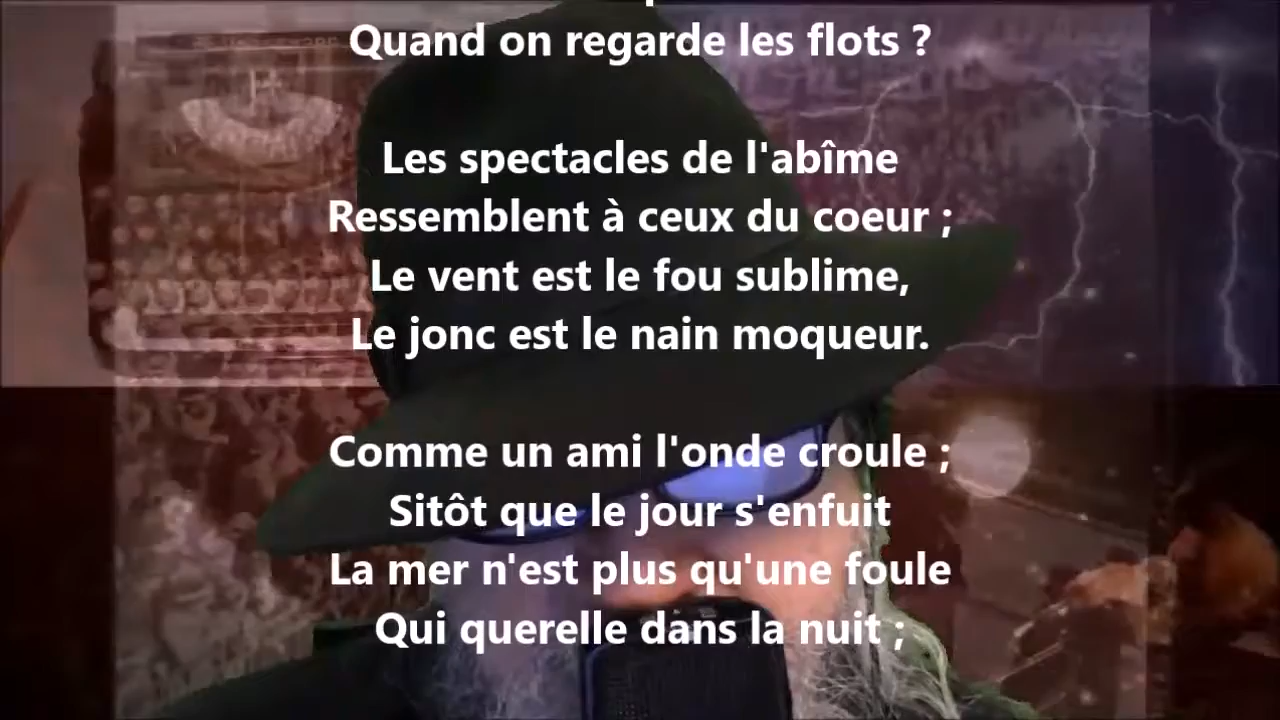 Quand on regarde les flots ?
Les spectacles de l'abîme
Ressemblent à ceux du coeur ;
Le vent est le fou sublime,
Le jonc est le nain moqueur.
Comme un ami l'onde croule ;
Sitôt que le jour s'enfuit
La mer n'est plus qu'une foule
Qui querelle dans la nuit ;